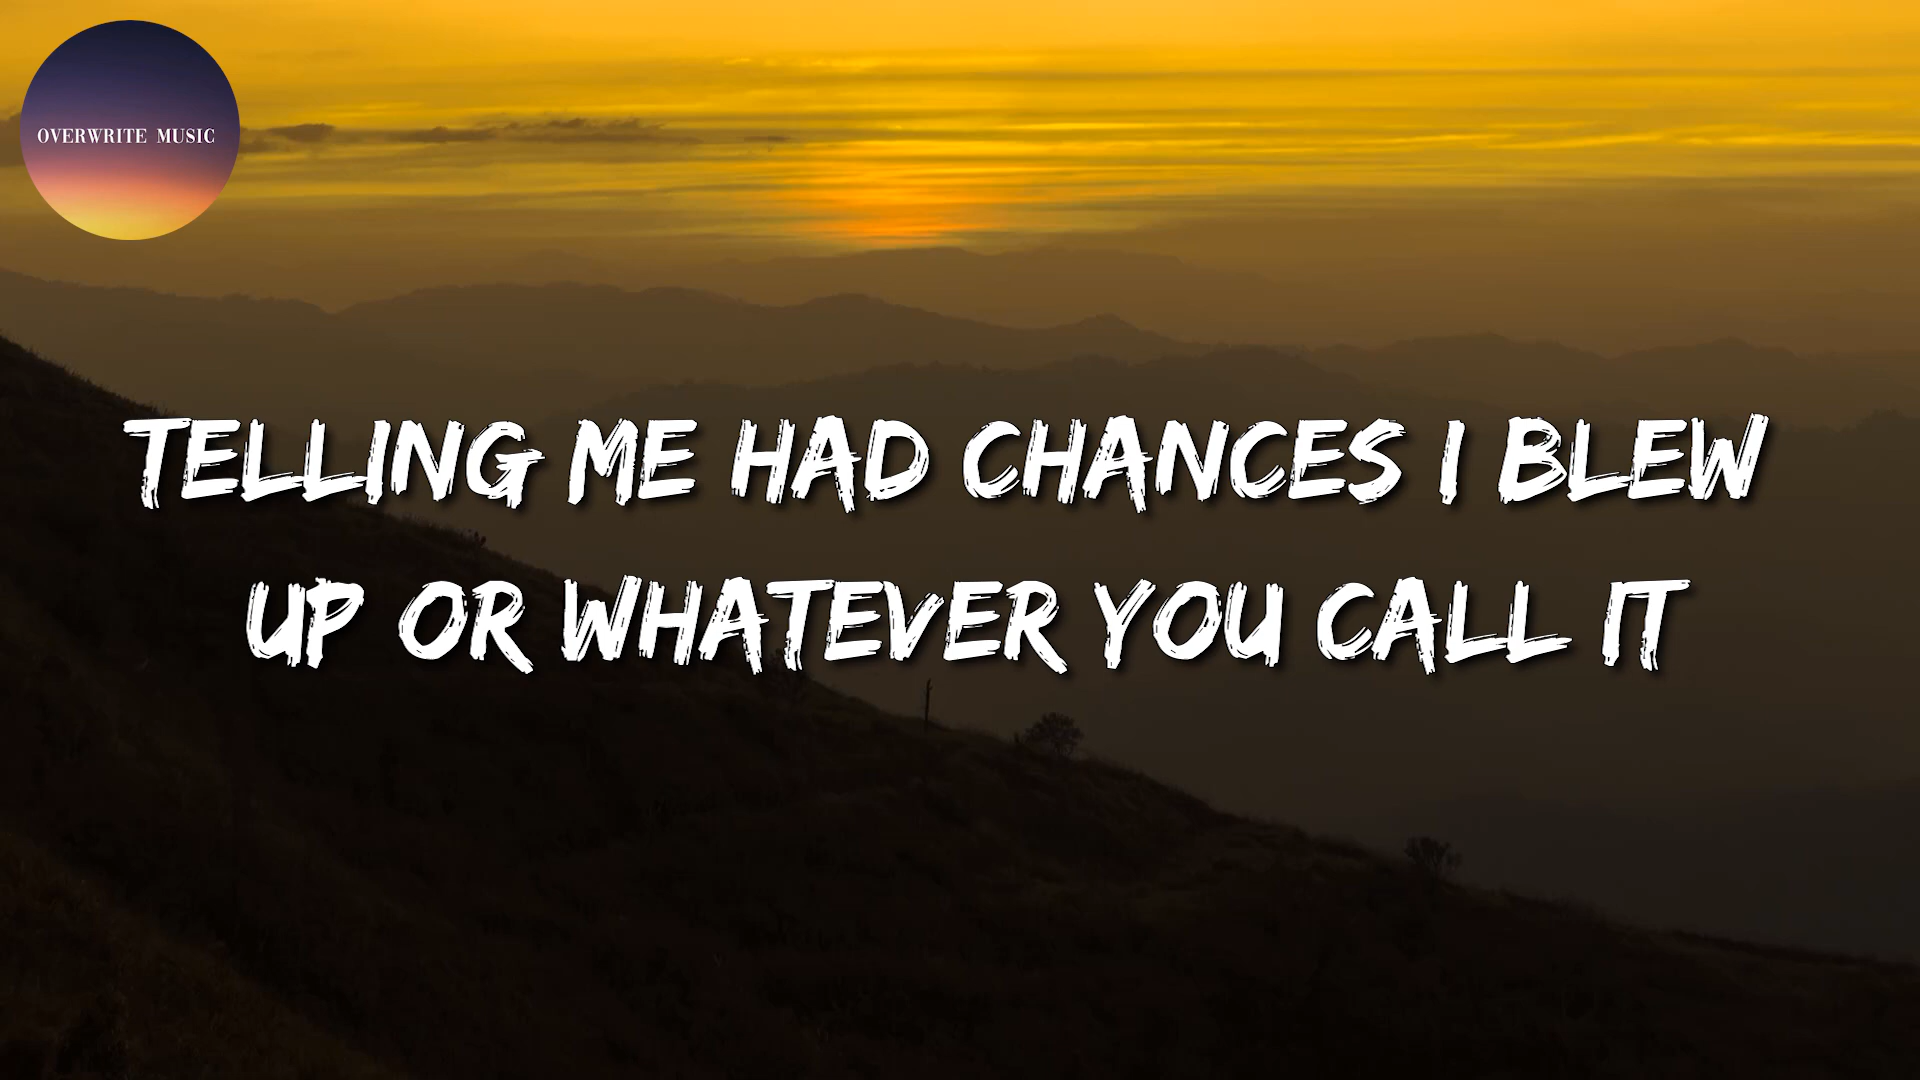 OVERWRITE MUSIC
TELLING ME HAD CHANCES I BLEW
UP OR WHATEVER YOU CALL IT